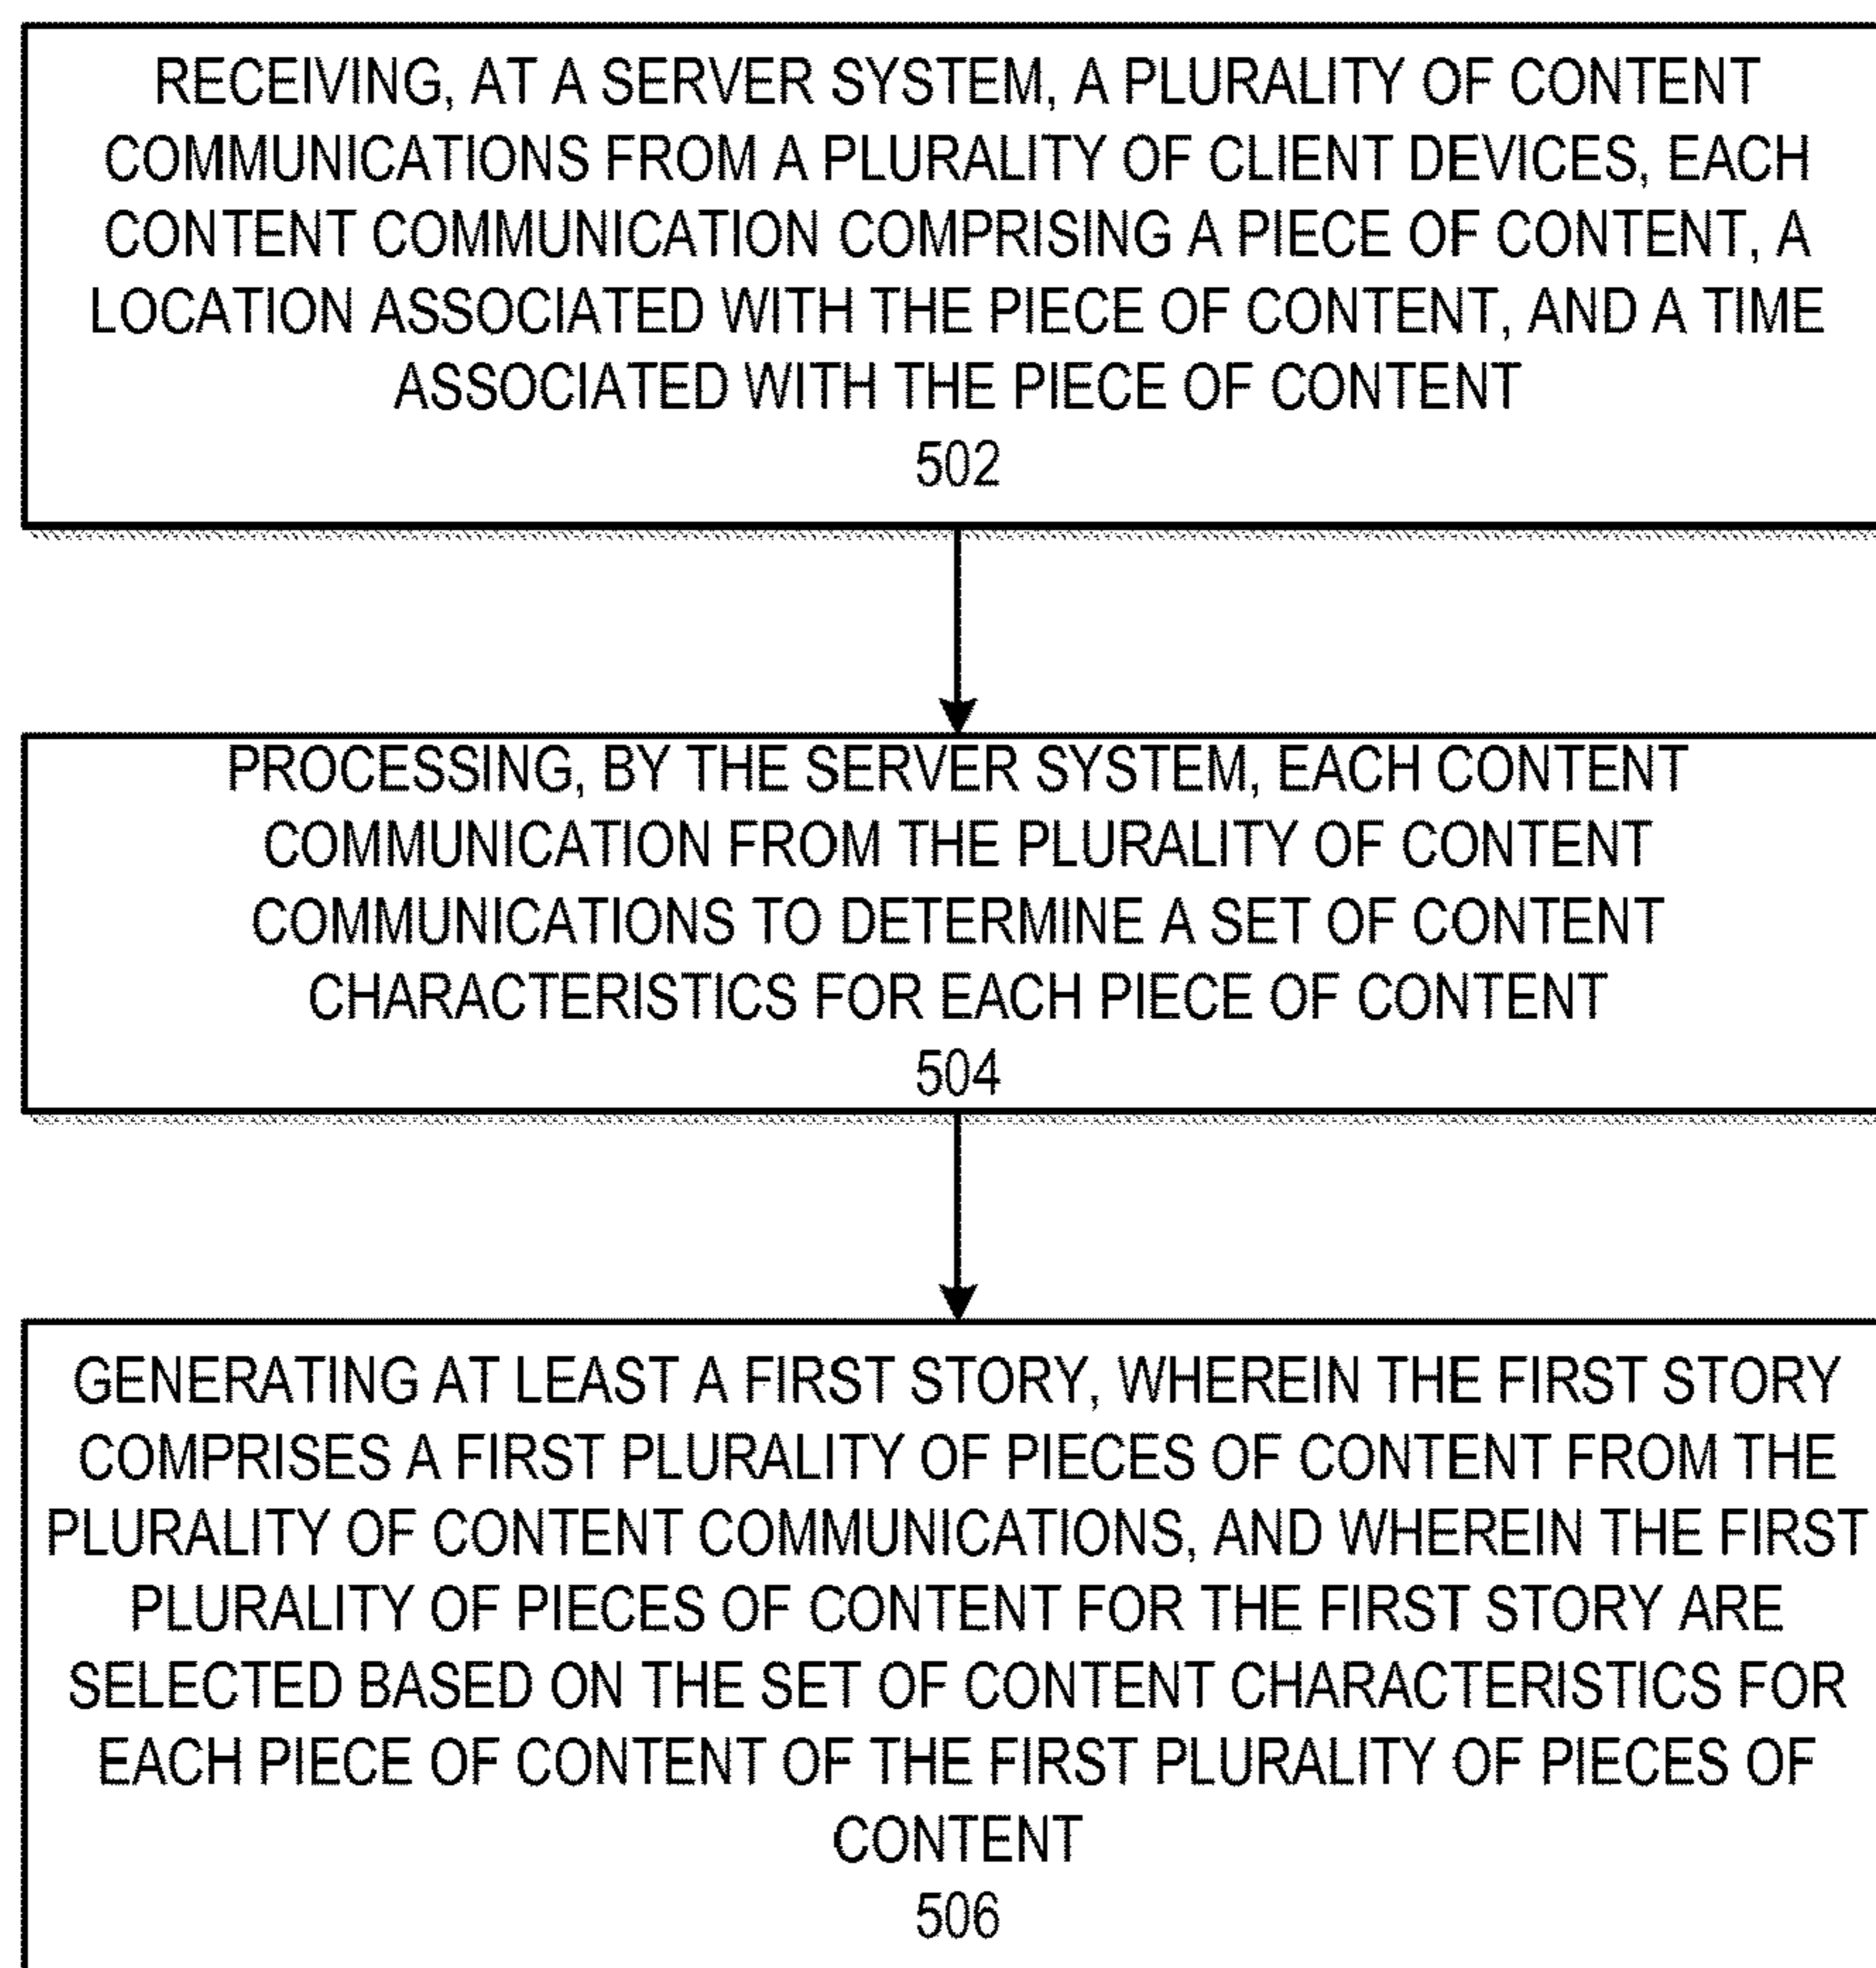 RECEIVING, AT A SERVER SYSTEM, A PLURALITY OF CONTENT
COMMUNICATIONS FROM A PLURALITY OF CLIENT DEVICES, EACH
CONTENT COMMUNICATION COMPRISING A PIECE OF CONTENT, A
LOCATION ASSOCIATED WITH THE PIECE OF CONTENT, AND A TIME
ASSOCIATED WITH THE PIECE OF CONTENT
502
PROCESSING, BY THE SERVER SYSTEM, EACH CONTENT
COMMUNICATION FROM THE PLURALITY OF CONTENT
COMMUNICATIONS TO DETERMINE A SET OF CONTENT
CHARACTERISTICS FOR EACH PIECE OF CONTENT
504
GENERATING AT LEAST A FIRST STORY, WHEREIN THE FIRST STORY
COMPRISES A FIRST PLURALITY OF PIECES OF CONTENT FROM THE
PLURALITY OF CONTENT COMMUNICATIONS, AND WHEREIN THE FIRST
PLURALITY OF PIECES OF CONTENT FOR THE FIRST STORY ARE
SELECTED BASED ON THE SET OF CONTENT CHARACTERISTICS FOR
EACH PIECE OF CONTENT OF THE FIRST PLURALITY OF PIECES OF
CONTENT
506